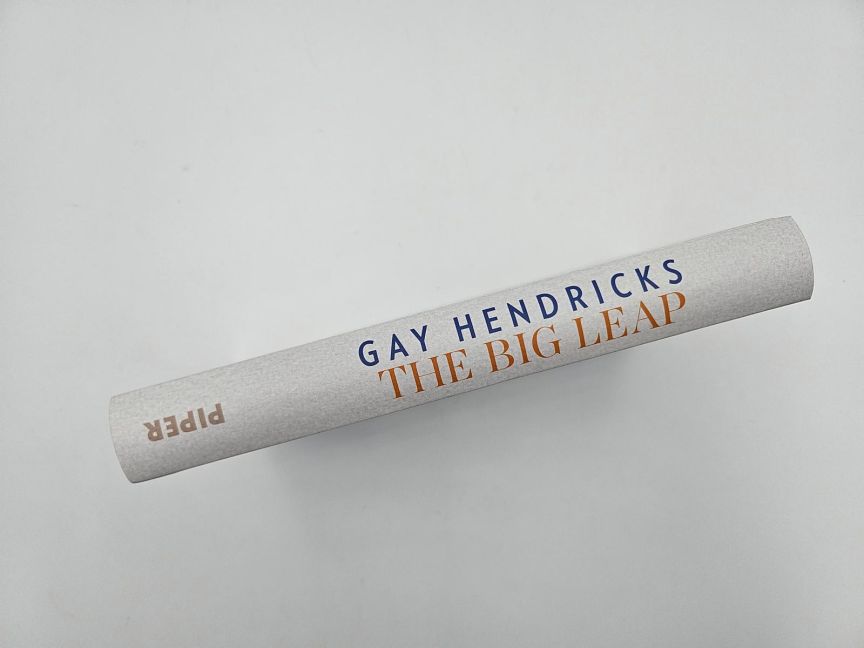 GAY HENDRICKS
THE BIG LEAP
PIPER